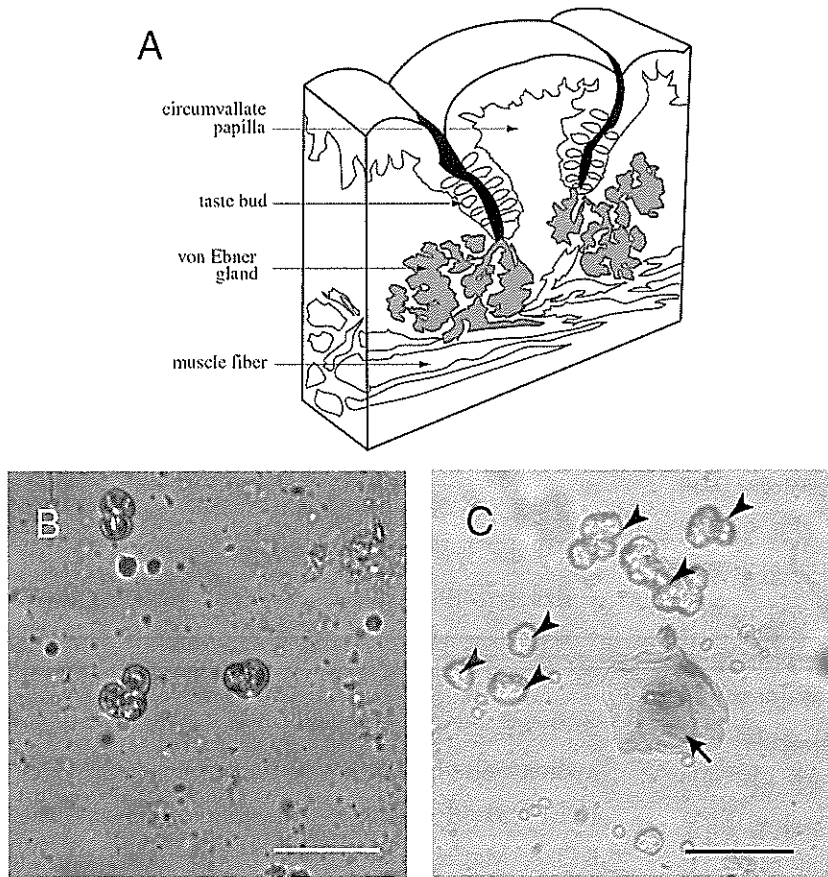 A
circumvallate
papilla
taste bud
von Ebner
gland
muscle fiber
B
C